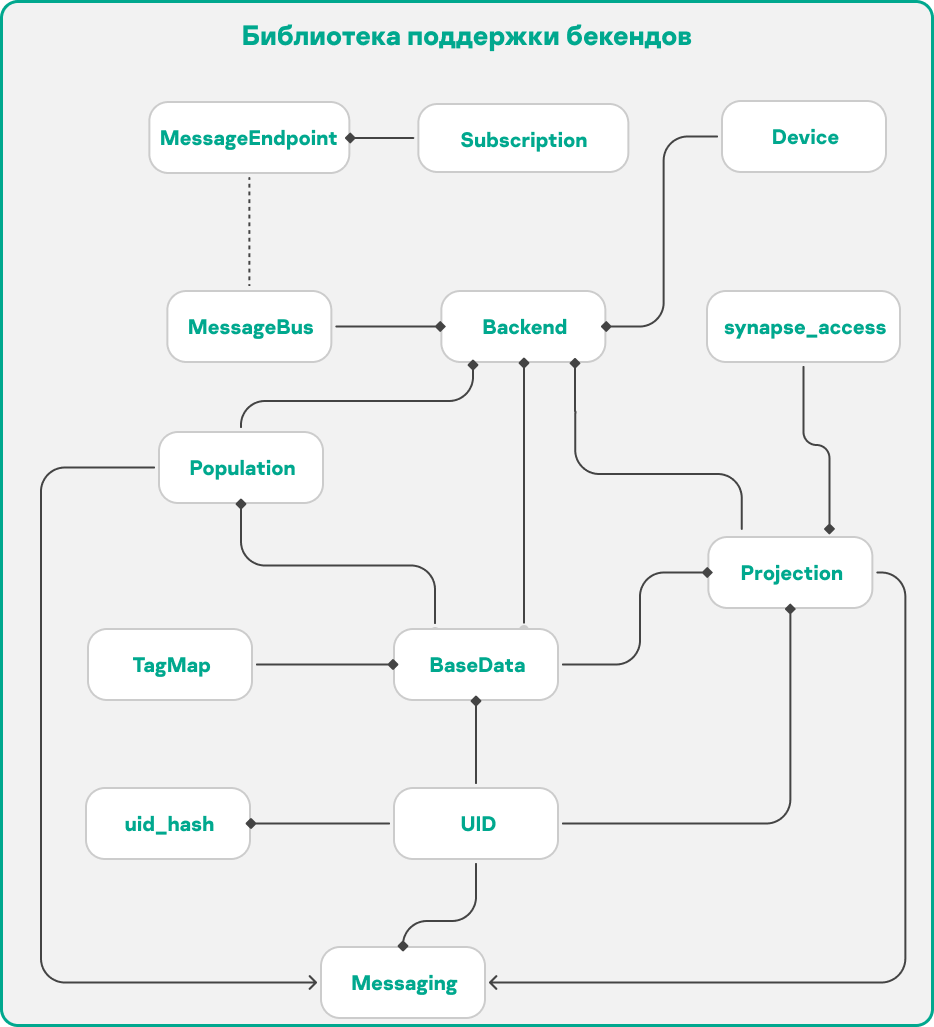 Библиотека поддержки бекендов
MessageEndpoint
Subscription
Device
MessageBus
Backend
synapse_access
Population
Projection
TagMap
BaseData
uid_hash
UID
Messaging